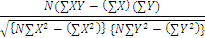 N(∑XY − (∑X) (∑Y)
√{N∑X² − (∑X²)} {N∑Y² − (∑Y²)}